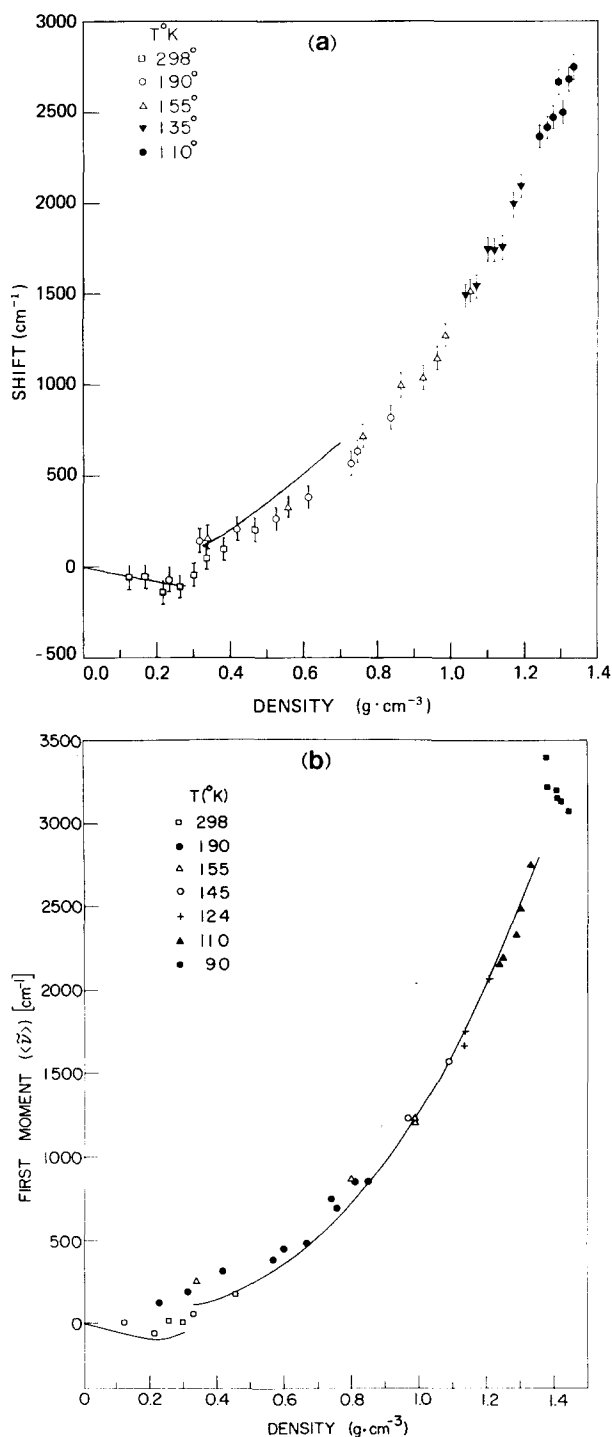 (a)
3000
2500
2000
1500
1000
500
0
-500
SHIFT (cm⁻¹)
T°K
□ 298°
○ 190°
△ 155°
▼ 135°
● 110°
0.0 0.2 0.4 0.6 0.8 1.0 1.2 1.4
DENSITY (g·cm⁻³)
(b)
3500
3000
2500
2000
1500
1000
500
0
FIRST MOMENT (⟨ν̃⟩) [cm⁻¹]
T(°K)
□ 298
● 190
△ 155
○ 145
+ 124
▲ 110
■ 90
0 0.2 0.4 0.6 0.8 1.0 1.2 1.4
DENSITY (g·cm⁻³)